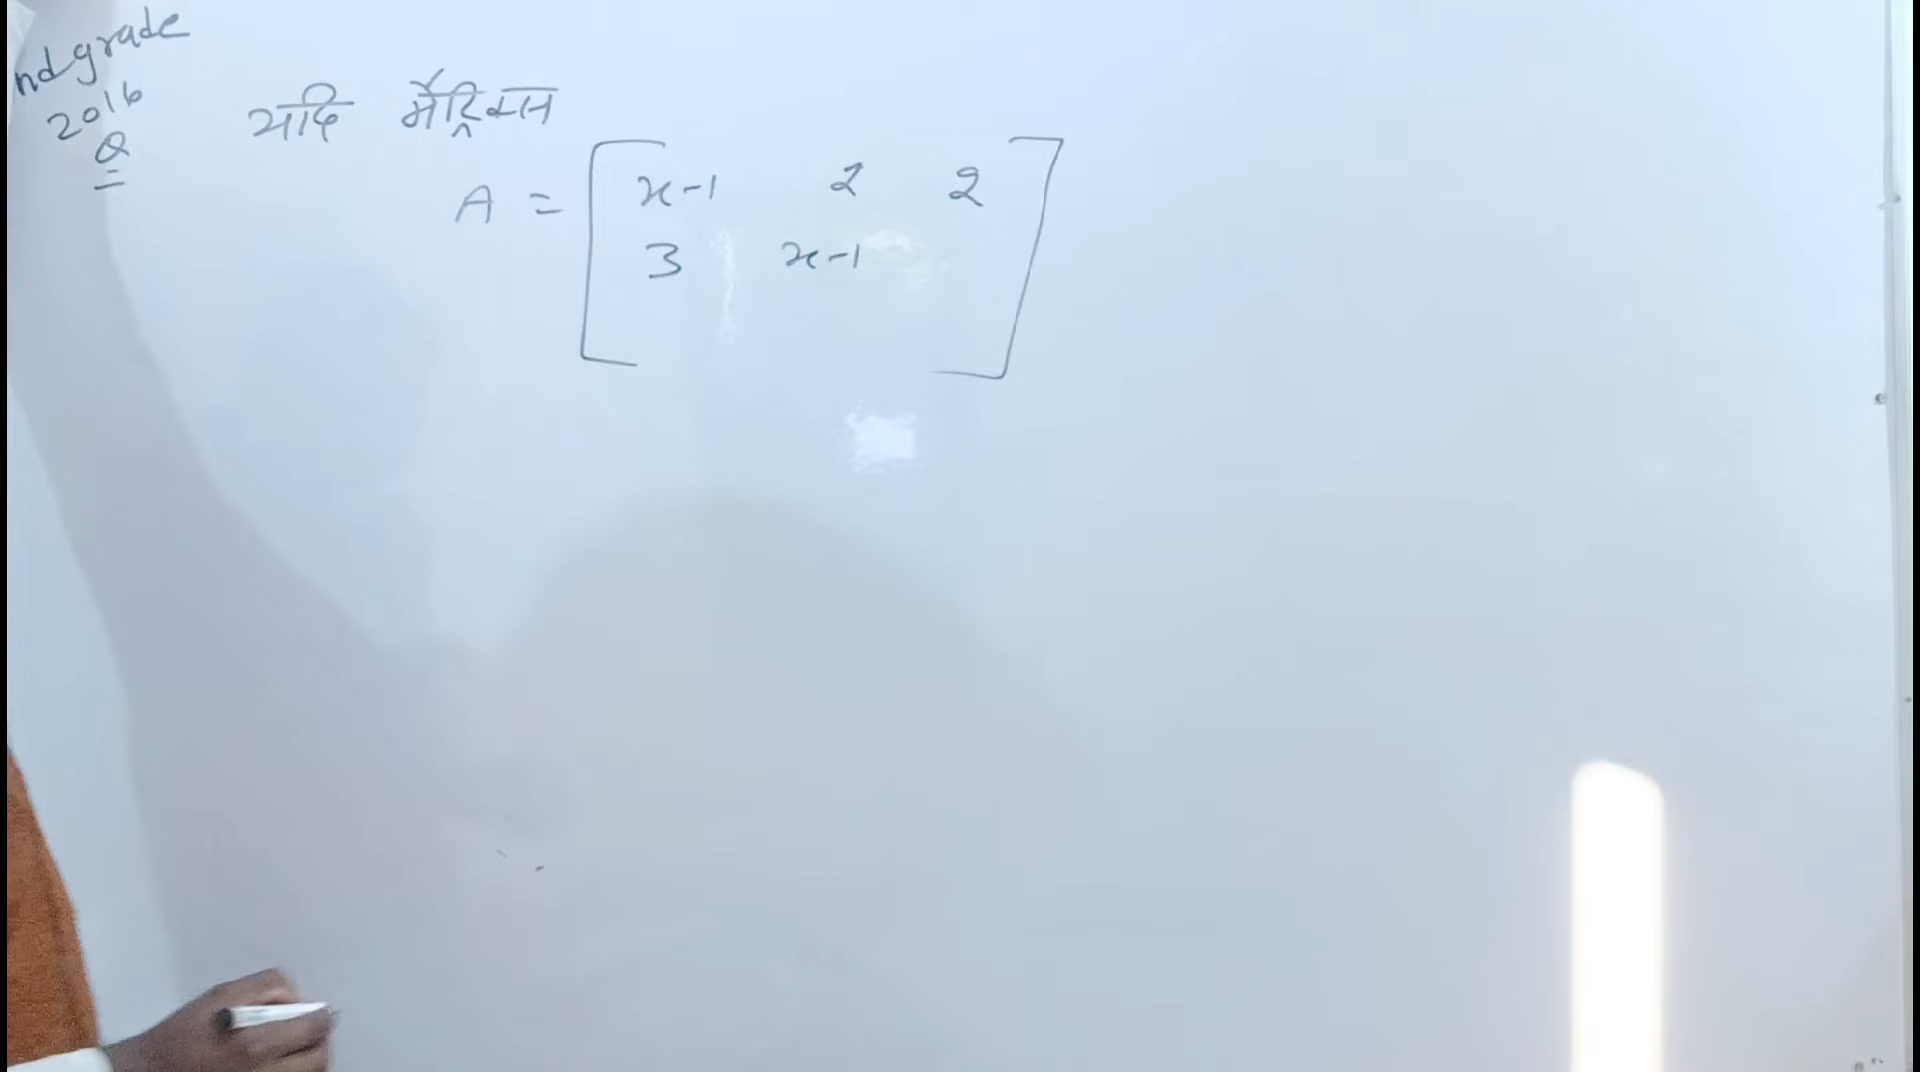 nd grade
2016
Q
यदि मैट्रिक्स
A = [ x-1 2 2
3 x-1 ]